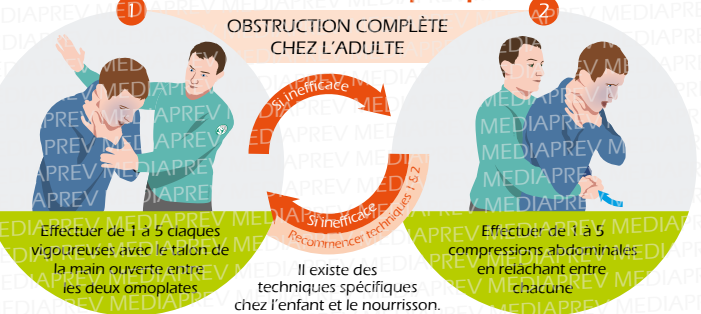 1
OBSTRUCTION COMPLÈTE
CHEZ L'ADULTE
2
Si inefficace
Effectuer de 1 à 5 claques
vigoureuses avec le talon de
la main ouverte entre
les deux omoplates
Si inefficace
Recommencer techniques 1 & 2
Effectuer de 1 à 5
compressions abdominales
en relâchant entre
chacune
Il existe des
techniques spécifiques
chez l'enfant et le nourrisson.
MEDIAPREV